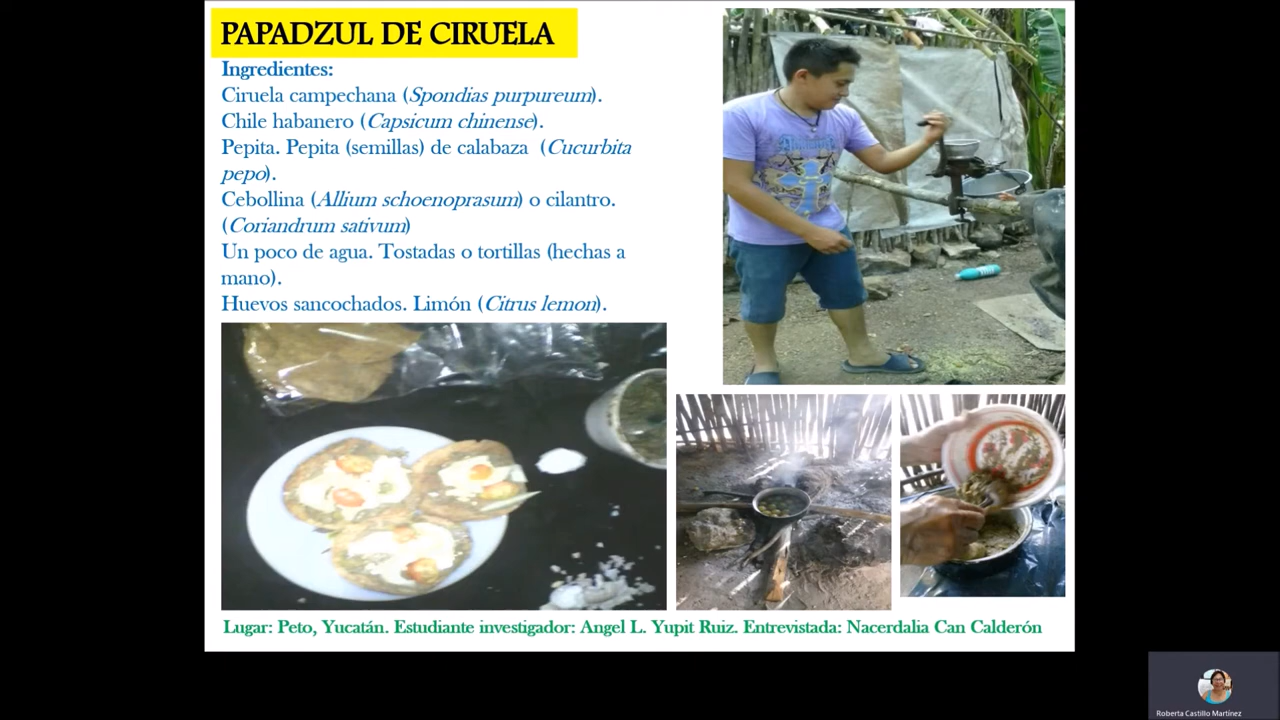 PAPADZUL DE CIRUELA
Ingredientes:
Ciruela campechana (Spondias purpureum).
Chile habanero (Capsicum chinense).
Pepita. Pepita (semillas) de calabaza (Cucurbita
pepo).
Cebollina (Allium schoenoprasum) o cilantro.
(Coriandrum sativum)
Un poco de agua. Tostadas o tortillas (hechas a
mano).
Huevos sancochados. Limón (Citrus lemon).
Lugar: Peto, Yucatán. Estudiante investigador: Angel L. Yupit Ruiz. Entrevistada: Nacerdalia Can Calderón
Roberta Castillo Martínez